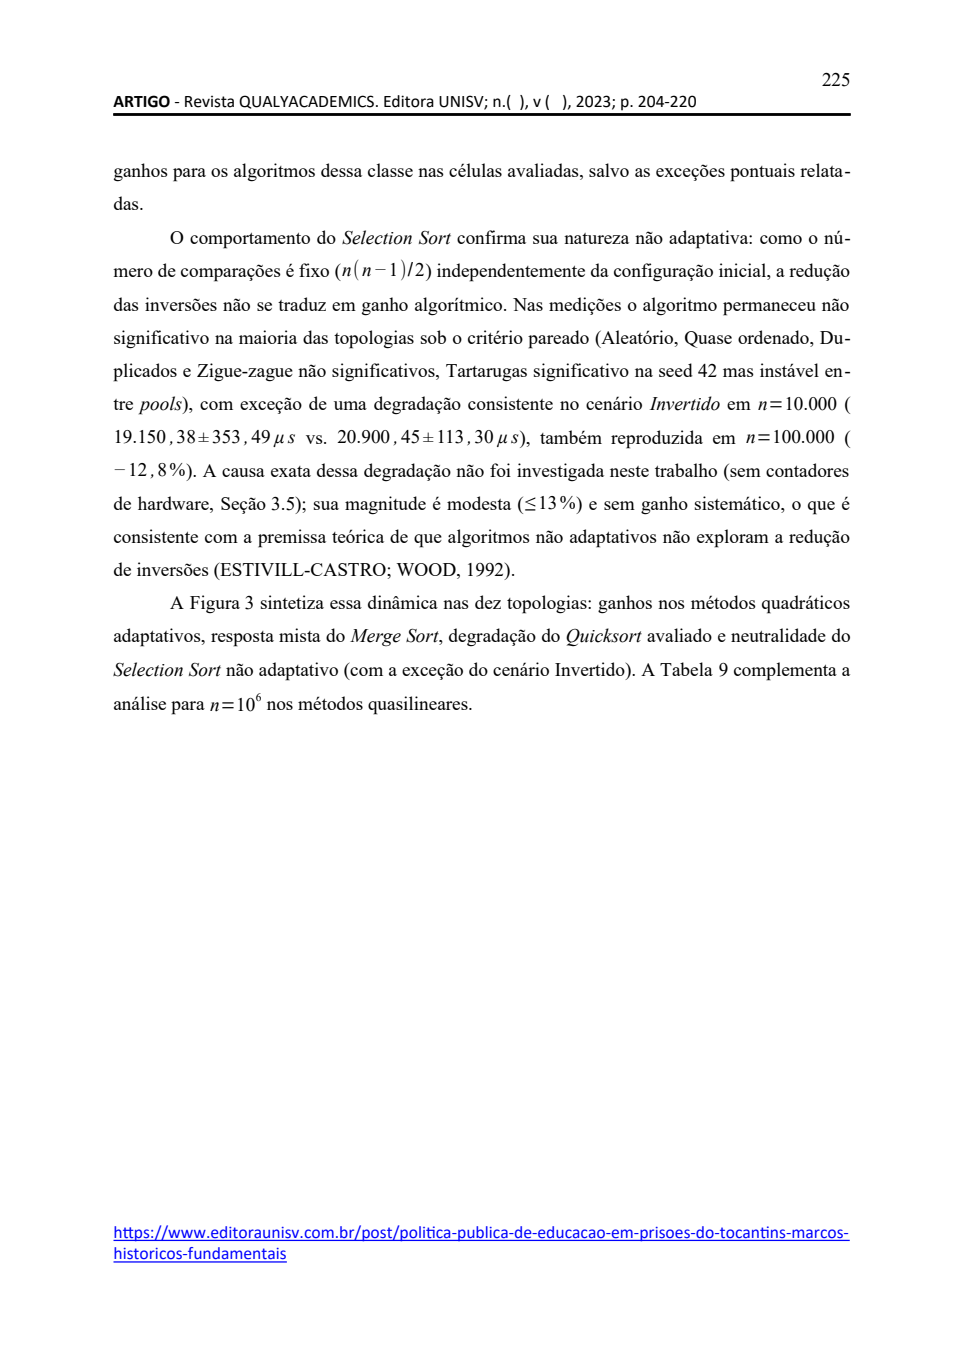 225
ARTIGO - Revista QUALYACADEMICS. Editora UNISV; n.( ), v ( ), 2023; p. 204-220
ganhos para os algoritmos dessa classe nas células avaliadas, salvo as exceções pontuais relata-
das.
O comportamento do Selection Sort confirma sua natureza não adaptativa: como o nú-
mero de comparações é fixo (n(n−1)/2) independentemente da configuração inicial, a redução
das inversões não se traduz em ganho algorítmico. Nas medições o algoritmo permaneceu não
significativo na maioria das topologias sob o critério pareado (Aleatório, Quase ordenado, Du-
plicados e Zigue-zague não significativos, Tartarugas significativo na seed 42 mas instável en-
tre pools), com exceção de uma degradação consistente no cenário Invertido em n=10.000 (
19.150,38±353,49 μs vs. 20.900,45±113,30 μs), também reproduzida em n=100.000 (
−12,8%). A causa exata dessa degradação não foi investigada neste trabalho (sem contadores
de hardware, Seção 3.5); sua magnitude é modesta (≤13%) e sem ganho sistemático, o que é
consistente com a premissa teórica de que algoritmos não adaptativos não exploram a redução
de inversões (ESTIVILL-CASTRO; WOOD, 1992).
A Figura 3 sintetiza essa dinâmica nas dez topologias: ganhos nos métodos quadráticos
adaptativos, resposta mista do Merge Sort, degradação do Quicksort avaliado e neutralidade do
Selection Sort não adaptativo (com a exceção do cenário Invertido). A Tabela 9 complementa a
análise para n=10⁶ nos métodos quasilineares.
https://www.editoraunisv.com.br/post/politica-publica-de-educacao-em-prisoes-do-tocantins-marcos-
historicos-fundamentais